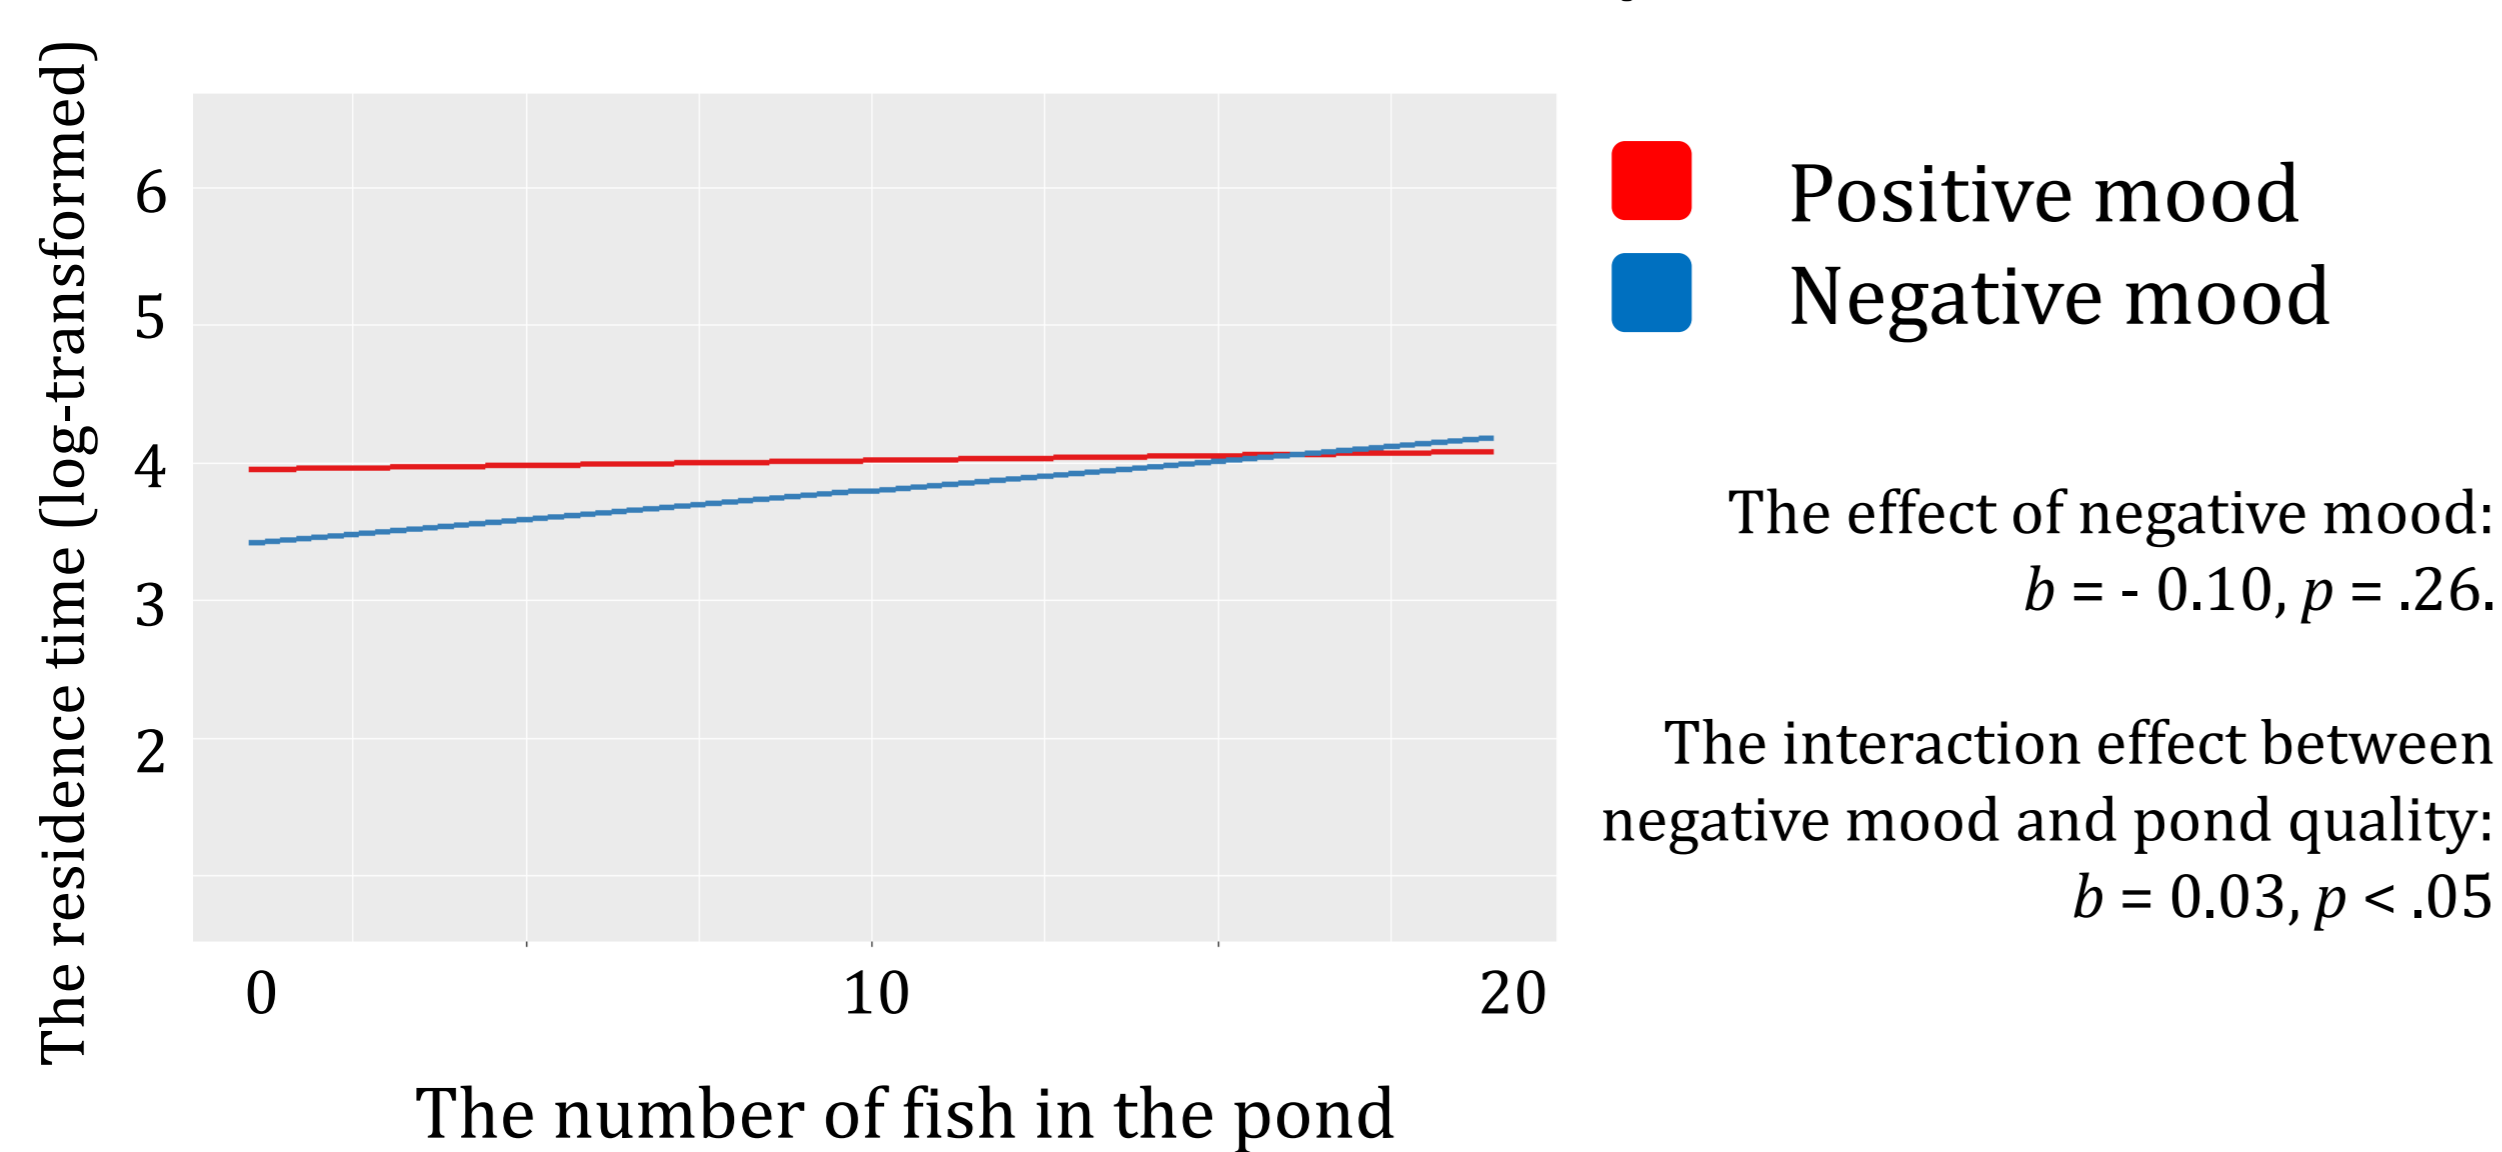 The residence time (log-transformed)
6
5
4
3
2
0 10 20
The number of fish in the pond
Positive mood
Negative mood
The effect of negative mood:
b = - 0.10, p = .26.
The interaction effect between
negative mood and pond quality:
b = 0.03, p < .05